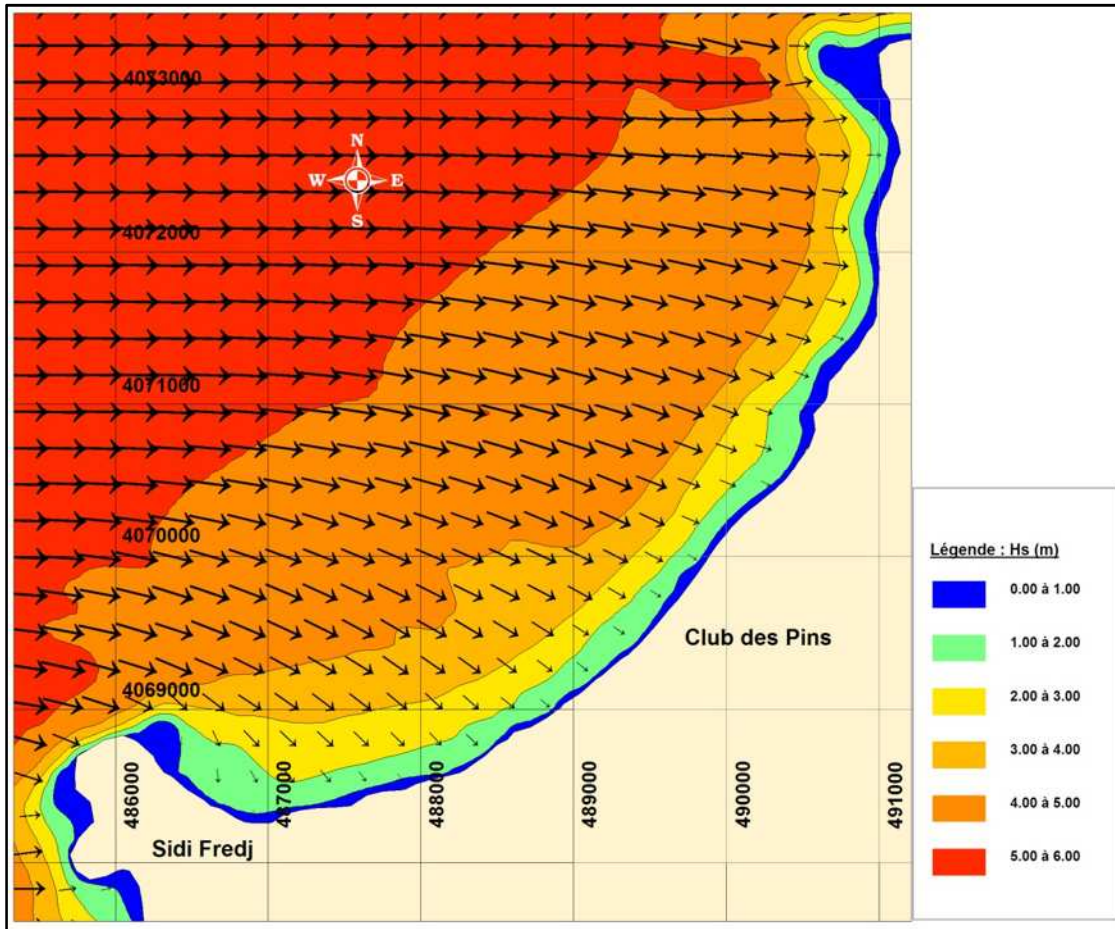 4073000
N
W E
S
4072000
4071000
4070000
4069000
Club des Pins
Sidi Fredj
486000
487000
488000
489000
490000
491000
Légende : Hs (m)
0.00 à 1.00
1.00 à 2.00
2.00 à 3.00
3.00 à 4.00
4.00 à 5.00
5.00 à 6.00